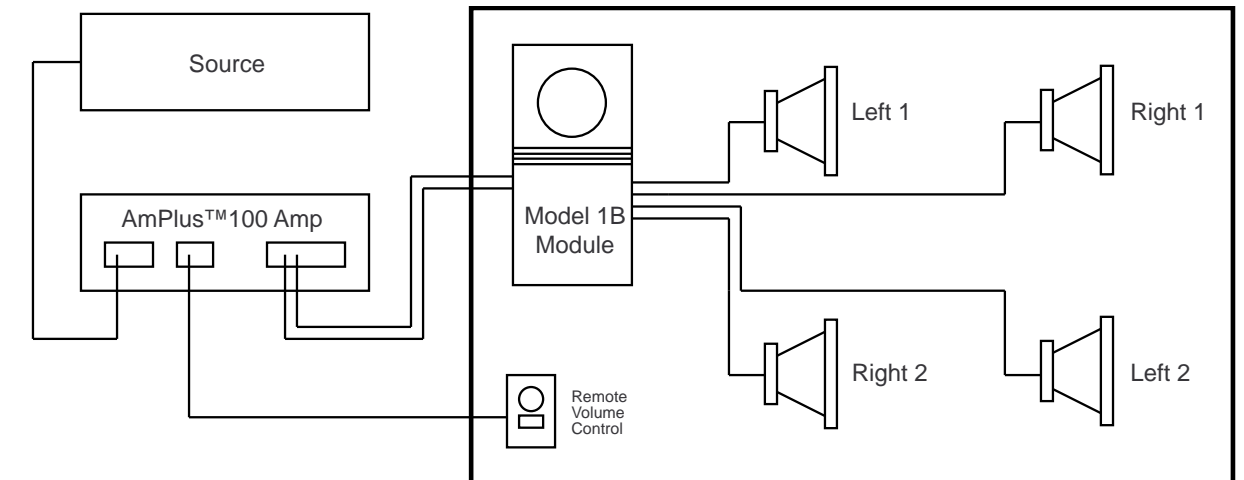 Source
AmPlus™100 Amp
Model 1B
Module
Left 1
Right 1
Right 2
Left 2
Remote
Volume
Control